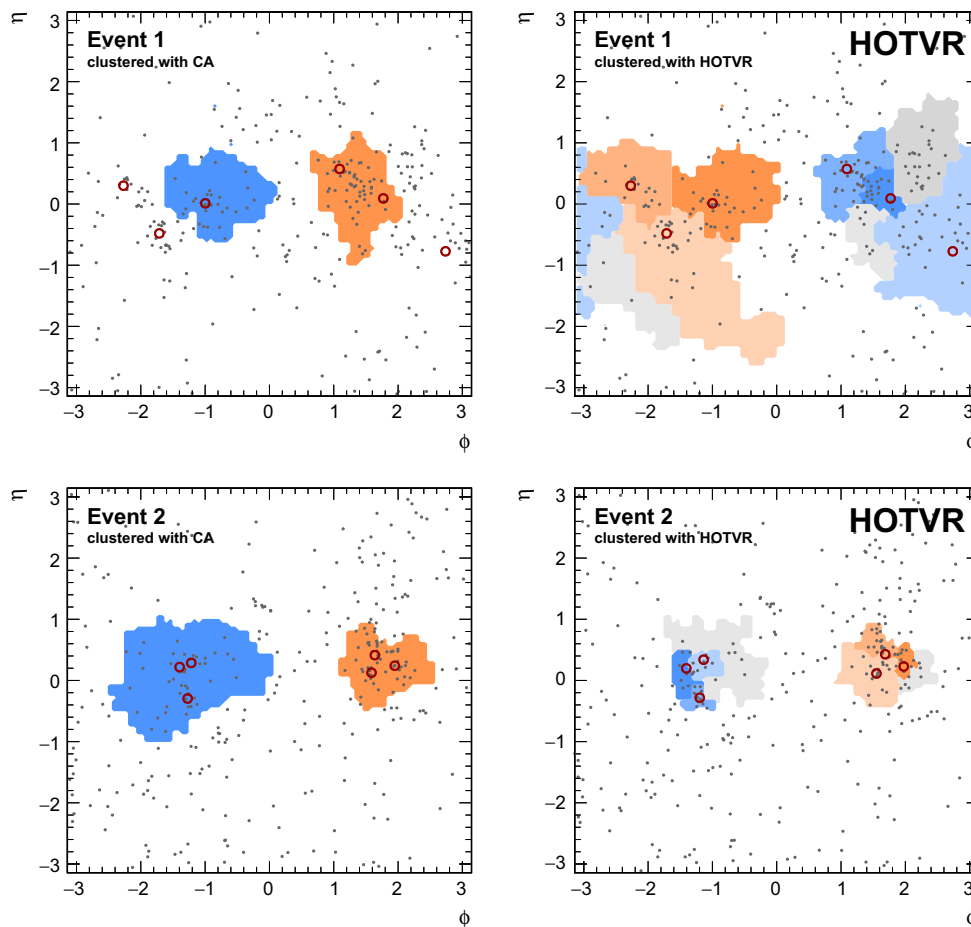 η
3
2
1
0
−1
−2
−3
Event 1
clustered with CA
−3 −2 −1 0 1 2 3
ϕ
η
3
2
1
0
−1
−2
−3
Event 1
clustered with HOTVR
HOTVR
−3 −2 −1 0 1 2 3
η
3
2
1
0
−1
−2
−3
Event 2
clustered with CA
−3 −2 −1 0 1 2 3
ϕ
η
3
2
1
0
−1
−2
−3
Event 2
clustered with HOTVR
HOTVR
−3 −2 −1 0 1 2 3